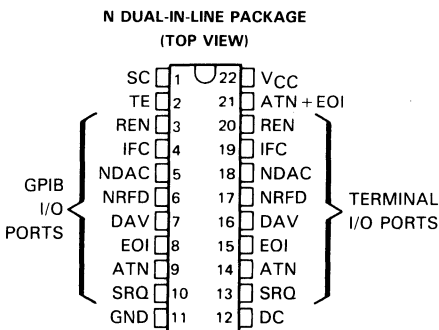 N DUAL-IN-LINE PACKAGE
(TOP VIEW)
SC 1 22 VCC
TE 2 21 ATN + EOI
REN 3 20 REN
IFC 4 19 IFC
NDAC 5 18 NDAC
NRFD 6 17 NRFD
DAV 7 16 DAV
EOI 8 15 EOI
ATN 9 14 ATN
SRQ 10 13 SRQ
GND 11 12 DC
GPIB
I/O
PORTS
TERMINAL
I/O PORTS